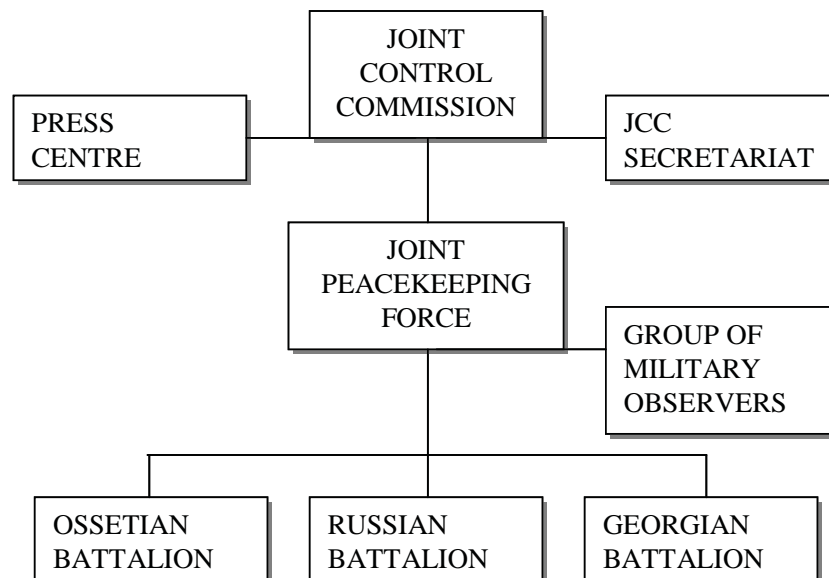 JOINT
CONTROL
COMMISSION
PRESS
CENTRE
JCC
SECRETARIAT
JOINT
PEACEKEEPING
FORCE
GROUP OF
MILITARY
OBSERVERS
OSSETIAN
BATTALION
RUSSIAN
BATTALION
GEORGIAN
BATTALION